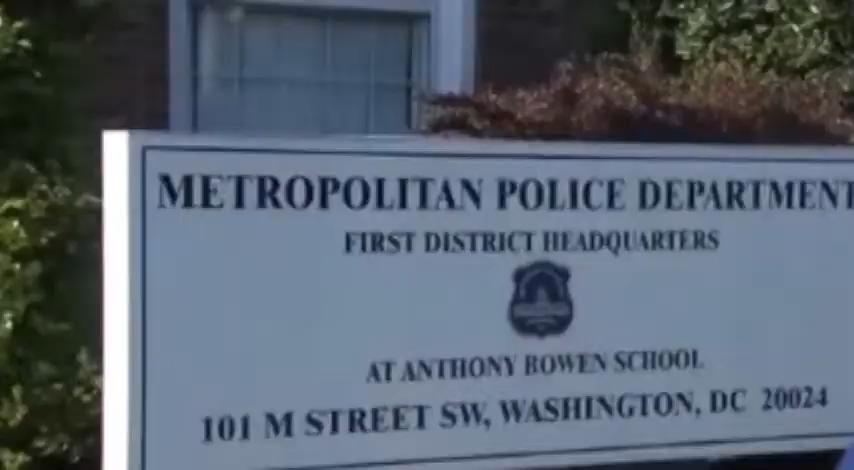 METROPOLITAN POLICE DEPARTMENT
FIRST DISTRICT HEADQUARTERS
AT ANTHONY BOWEN SCHOOL
101 M STREET SW, WASHINGTON, DC 20024